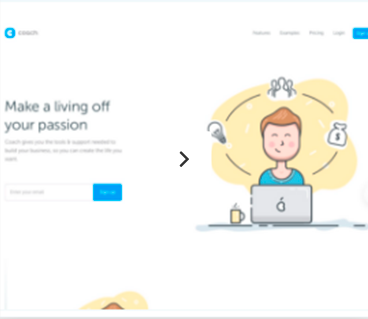 coach
Features Examples Pricing Login
Make a living off
your passion
Coach gives you the tools & support needed to
build your business, so you can create the life you
want.
Enter your email
Sign Up